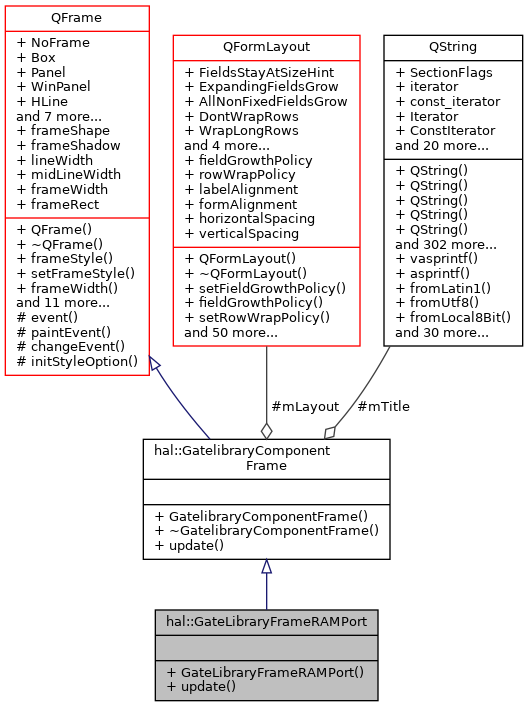 QFrame
+ NoFrame
+ Box
+ Panel
+ WinPanel
+ HLine
and 7 more...
+ frameShape
+ frameShadow
+ lineWidth
+ midLineWidth
+ frameWidth
+ frameRect
+ QFrame()
+ ~QFrame()
+ frameStyle()
+ setFrameStyle()
+ frameWidth()
and 11 more...
# event()
# paintEvent()
# changeEvent()
# initStyleOption()
QFormLayout
+ FieldsStayAtSizeHint
+ ExpandingFieldsGrow
+ AllNonFixedFieldsGrow
+ DontWrapRows
+ WrapLongRows
and 4 more...
+ fieldGrowthPolicy
+ rowWrapPolicy
+ labelAlignment
+ formAlignment
+ horizontalSpacing
+ verticalSpacing
+ QFormLayout()
+ ~QFormLayout()
+ setFieldGrowthPolicy()
+ fieldGrowthPolicy()
+ setRowWrapPolicy()
and 50 more...
QString
+ SectionFlags
+ iterator
+ const_iterator
+ Iterator
+ ConstIterator
and 20 more...
+ QString()
+ QString()
+ QString()
+ QString()
+ QString()
and 302 more...
+ vasprintf()
+ asprintf()
+ fromLatin1()
+ fromUtf8()
+ fromLocal8Bit()
and 30 more...
#mLayout
#mTitle
hal::GatelibraryComponent
Frame
+ GatelibraryComponentFrame()
+ ~GatelibraryComponentFrame()
+ update()
hal::GateLibraryFrameRAMPort
+ GateLibraryFrameRAMPort()
+ update()